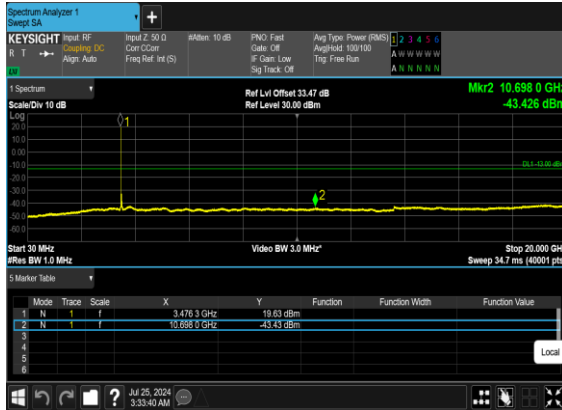 Spectrum Analyzer 1
Swept SA
+
KEYSIGHT Input: RF Input Z: 50 Ω #Atten: 10 dB PNO: Fast Avg Type: Power (RMS) 1 2 3 4 5 6
R T Coupling: DC Corr CCorr Gate: Off Avg|Hold: 100/100 A W W W W W
Align: Auto Freq Ref: Int (S) IF Gain: Low Trig: Free Run
Sig Track: Off A N N N N N
1 Spectrum Ref Lvl Offset 33.47 dB Mkr2 10.698 0 GHz
Scale/Div 10 dB Ref Level 30.00 dBm -43.426 dBm
Log
20.0
10.0
0.00
-10.0
-20.0
-30.0
-40.0
-50.0
-60.0
1
2
DL1 -13.00 dBm
Start 30 MHz Video BW 3.0 MHz* Stop 20.000 GHz
#Res BW 1.0 MHz Sweep 34.7 ms (40001 pts)
5 Marker Table
Mode Trace Scale X Y Function Function Width Function Value
1 N 1 f 3.476 3 GHz 19.63 dBm
2 N 1 f 10.698 0 GHz -43.43 dBm
3
4
5
6
Local
? Jul 25, 2024
3:33:40 AM